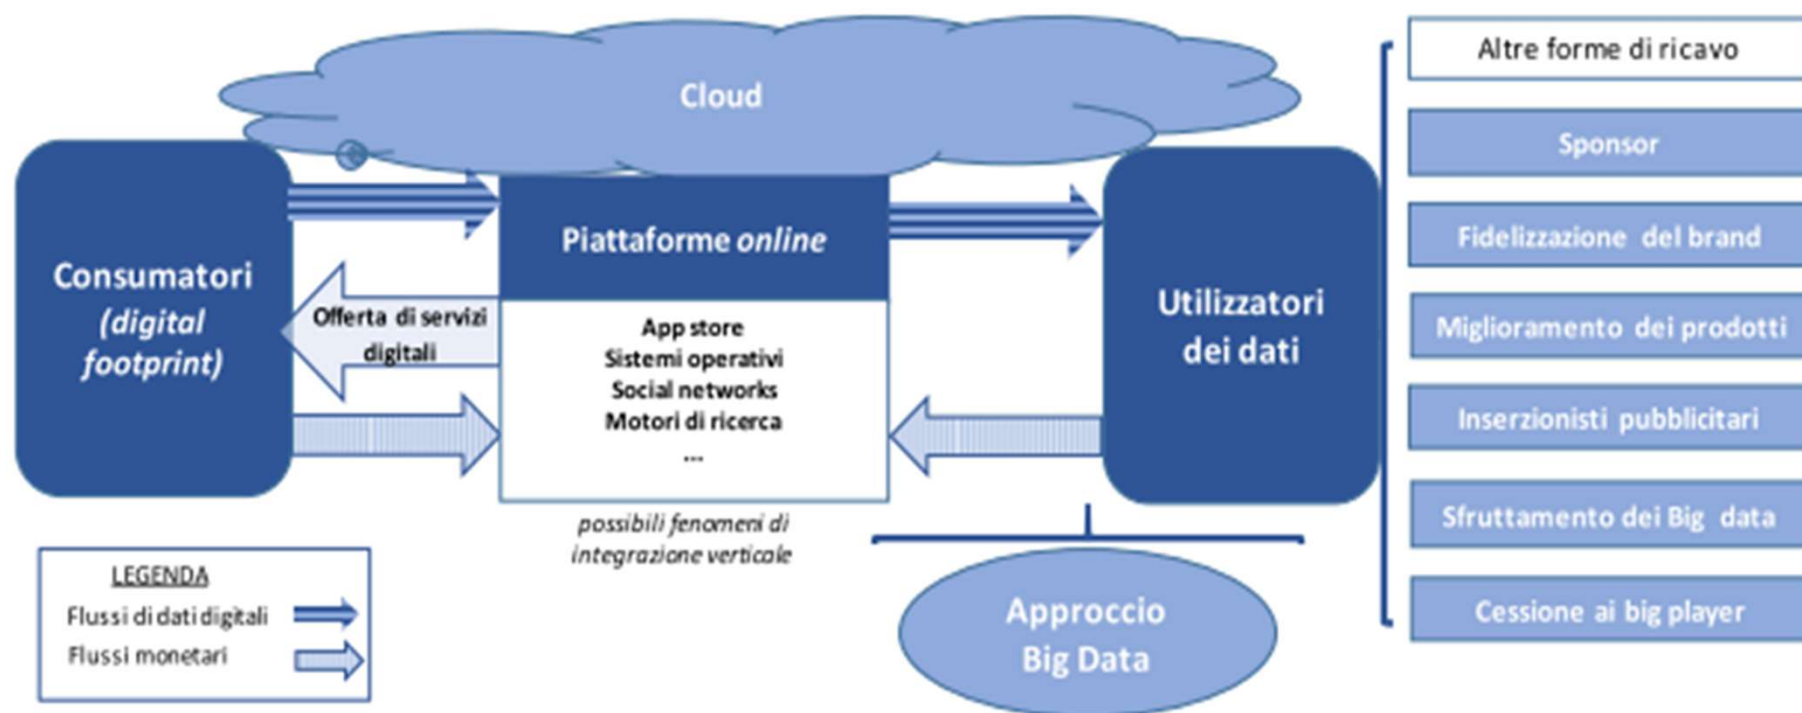 Cloud
Consumatori
(digital
footprint)
Offerta di servizi
digitali
Piattaforme online
App store
Sistemi operativi
Social networks
Motori di ricerca
...
possibili fenomeni di
integrazione verticale
Utilizzatori
dei dati
Approccio
Big Data
Altre forme di ricavo
Sponsor
Fidelizzazione del brand
Miglioramento dei prodotti
Inserzionisti pubblicitari
Sfruttamento dei Big data
Cessione ai big player
LEGENDA
Flussi di dati digitali
Flussi monetari